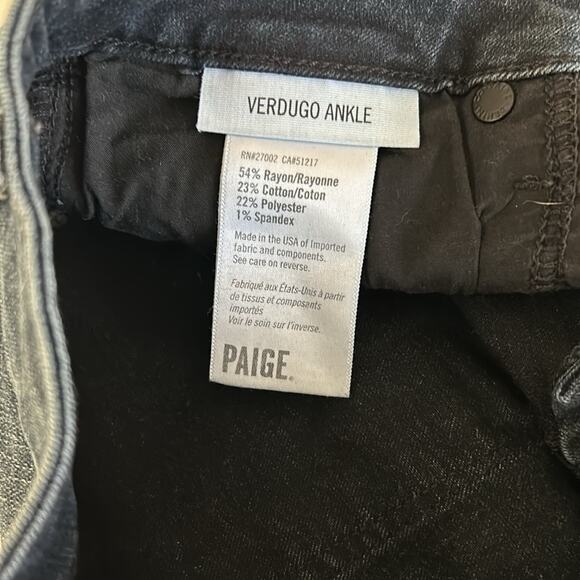 VERDUGO ANKLE
RN#27002 CA#51217
54% Rayon/Rayonne
23% Cotton/Coton
22% Polyester
1% Spandex
Made in the USA of Imported
fabric and components.
See care on reverse.
Fabriqué aux États-Unis à partir
de tissus et composants
importés
Voir le soin sur l'inverse.
PAIGE.